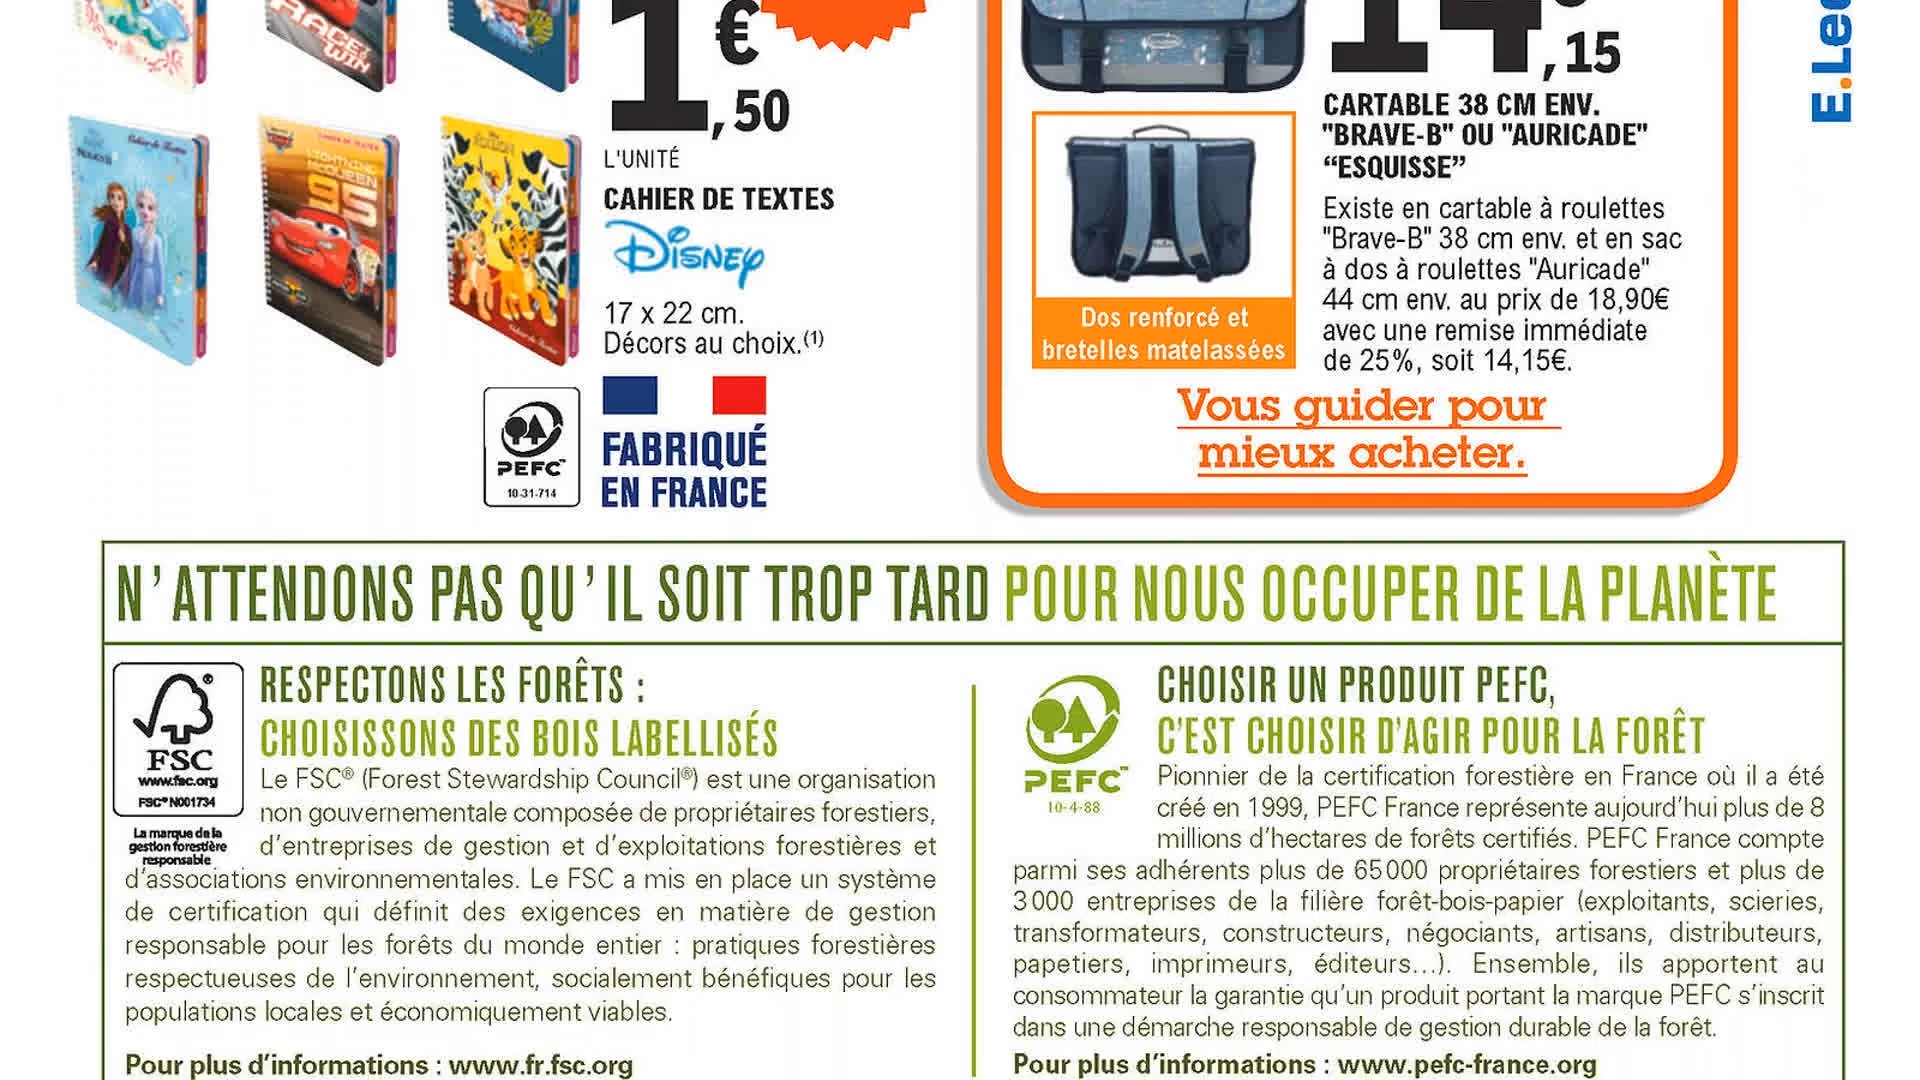 1€,50
L'UNITÉ
CAHIER DE TEXTES
Disney
17 x 22 cm.
Décors au choix.(1)
PEFC™
10-31-714
FABRIQUÉ
EN FRANCE
LIGHTNING
McQUEEN
95
14€,15
CARTABLE 38 CM ENV.
"BRAVE-B" OU "AURICADE"
“ESQUISSE”
Existe en cartable à roulettes
"Brave-B" 38 cm env. et en sac
à dos à roulettes "Auricade"
44 cm env. au prix de 18,90€
avec une remise immédiate
de 25%, soit 14,15€.
Dos renforcé et
bretelles matelassées
Vous guider pour
mieux acheter.
E.Lec
N'ATTENDONS PAS QU'IL SOIT TROP TARD POUR NOUS OCCUPER DE LA PLANÈTE
FSC
www.fsc.org
FSC® N001734
La marque de la
gestion forestière
responsable
RESPECTONS LES FORÊTS :
CHOISISSONS DES BOIS LABELLISÉS
Le FSC® (Forest Stewardship Council®) est une organisation
non gouvernementale composée de propriétaires forestiers,
d'entreprises de gestion et d'exploitations forestières et
d'associations environnementales. Le FSC a mis en place un système
de certification qui définit des exigences en matière de gestion
responsable pour les forêts du monde entier : pratiques forestières
respectueuses de l'environnement, socialement bénéfiques pour les
populations locales et économiquement viables.
Pour plus d'informations : www.fr.fsc.org
PEFC™
10-4-88
CHOISIR UN PRODUIT PEFC,
C'EST CHOISIR D'AGIR POUR LA FORÊT
Pionnier de la certification forestière en France où il a été
créé en 1999, PEFC France représente aujourd'hui plus de 8
millions d'hectares de forêts certifiés. PEFC France compte
parmi ses adhérents plus de 65 000 propriétaires forestiers et plus de
3 000 entreprises de la filière forêt-bois-papier (exploitants, scieries,
transformateurs, constructeurs, négociants, artisans, distributeurs,
papetiers, imprimeurs, éditeurs...). Ensemble, ils apportent au
consommateur la garantie qu'un produit portant la marque PEFC s'inscrit
dans une démarche responsable de gestion durable de la forêt.
Pour plus d'informations : www.pefc-france.org